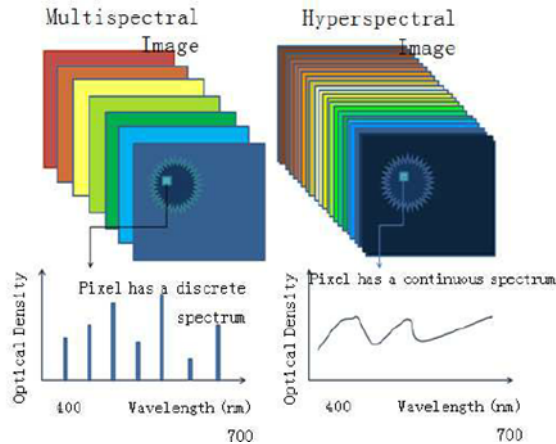 Multispectral
Image
Hyperspectral
Image
Pixel has a discrete
spectrum
Optical Density
400
Wavelength (nm)
700
Pixel has a continuous spectrum
Optical Density
400
Wavelength (nm)
700